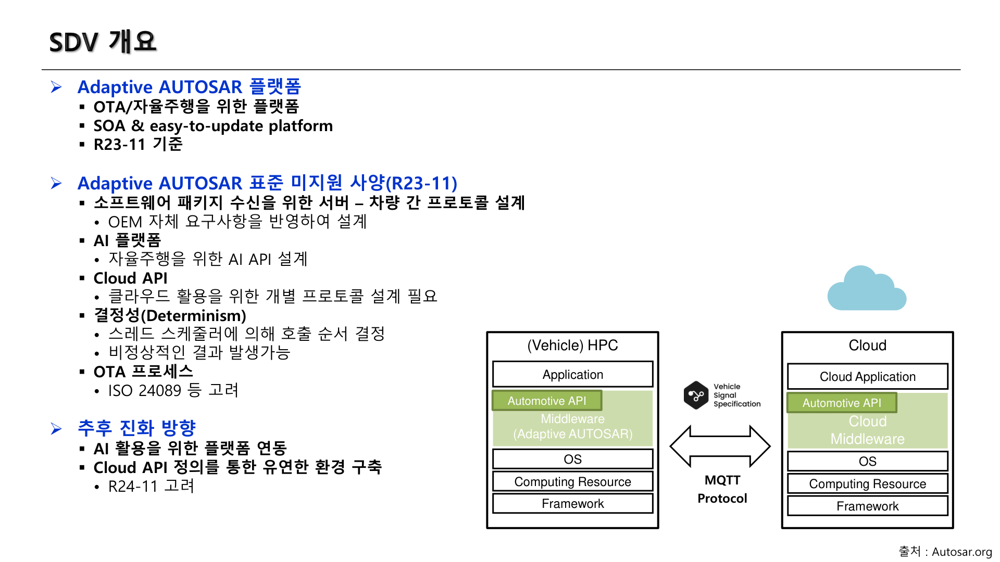 SDV 개요
➢ Adaptive AUTOSAR 플랫폼
▪ OTA/자율주행을 위한 플랫폼
▪ SOA & easy-to-update platform
▪ R23-11 기준
➢ Adaptive AUTOSAR 표준 미지원 사양(R23-11)
▪ 소프트웨어 패키지 수신을 위한 서버 – 차량 간 프로토콜 설계
• OEM 자체 요구사항을 반영하여 설계
▪ AI 플랫폼
• 자율주행을 위한 AI API 설계
▪ Cloud API
• 클라우드 활용을 위한 개별 프로토콜 설계 필요
▪ 결정성(Determinism)
• 스레드 스케줄러에 의해 호출 순서 결정
• 비정상적인 결과 발생가능
▪ OTA 프로세스
• ISO 24089 등 고려
➢ 추후 진화 방향
▪ AI 활용을 위한 플랫폼 연동
▪ Cloud API 정의를 통한 유연한 환경 구축
• R24-11 고려
(Vehicle) HPC
Application
Automotive API
Middleware
(Adaptive AUTOSAR)
OS
Computing Resource
Framework
Vehicle
Signal
Specification
MQTT
Protocol
Cloud
Cloud Application
Automotive API
Cloud
Middleware
OS
Computing Resource
Framework
출처 : Autosar.org